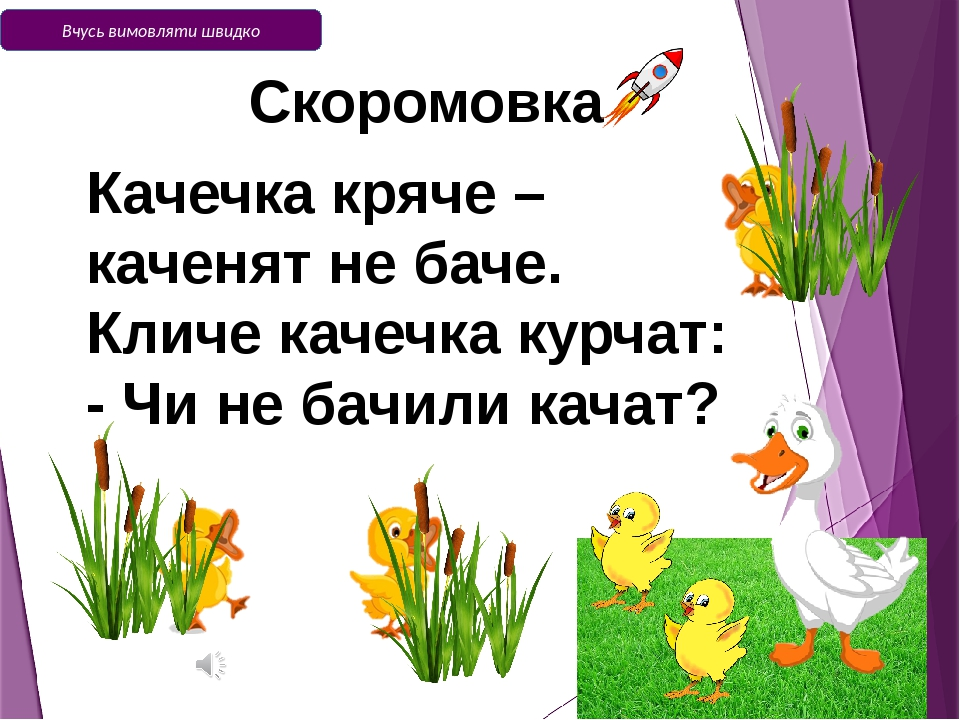 Вчусь вимовляти швидко
Скоромовка
Качечка кряче –
каченят не баче.
Кличе качечка курчат:
- Чи не бачили качат?